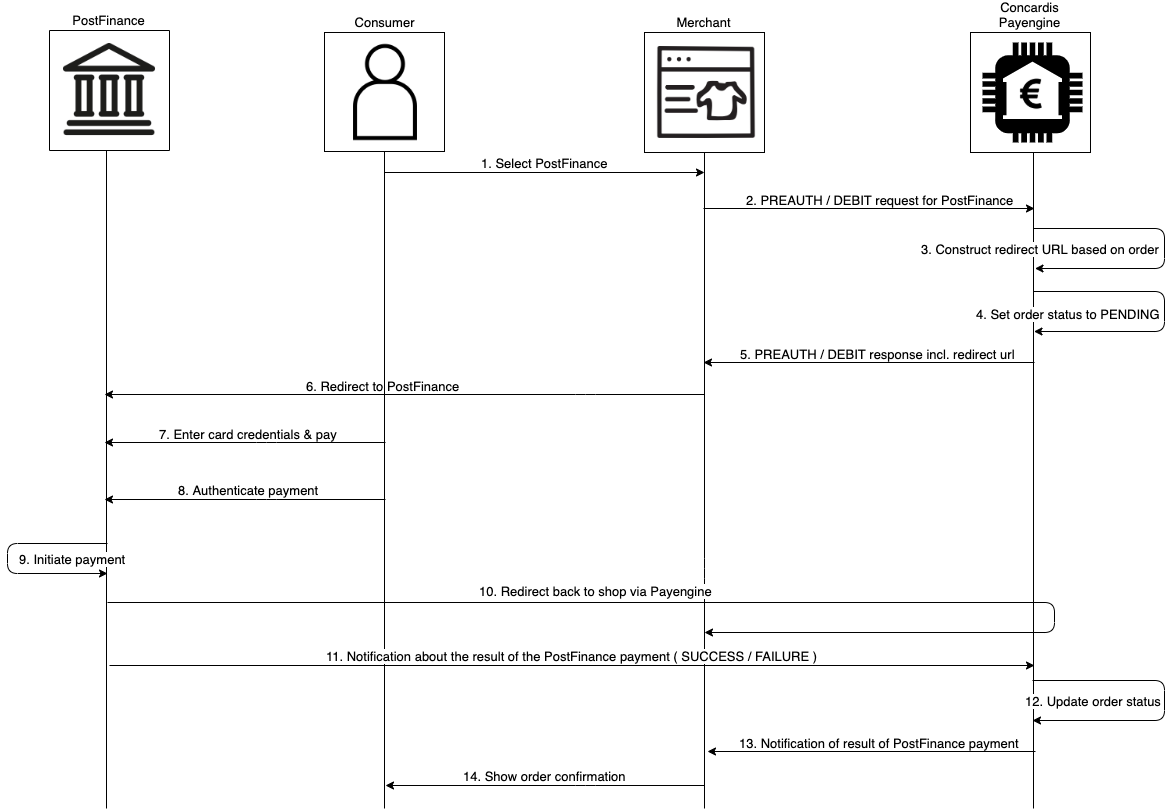 PostFinance
Consumer
Merchant
Concardis
Payengine
€
1. Select PostFinance
2. PREAUTH / DEBIT request for PostFinance
3. Construct redirect URL based on order
4. Set order status to PENDING
5. PREAUTH / DEBIT response incl. redirect url
6. Redirect to PostFinance
7. Enter card credentials & pay
8. Authenticate payment
9. Initiate payment
10. Redirect back to shop via Payengine
11. Notification about the result of the PostFinance payment ( SUCCESS / FAILURE )
12. Update order status
13. Notification of result of PostFinance payment
14. Show order confirmation